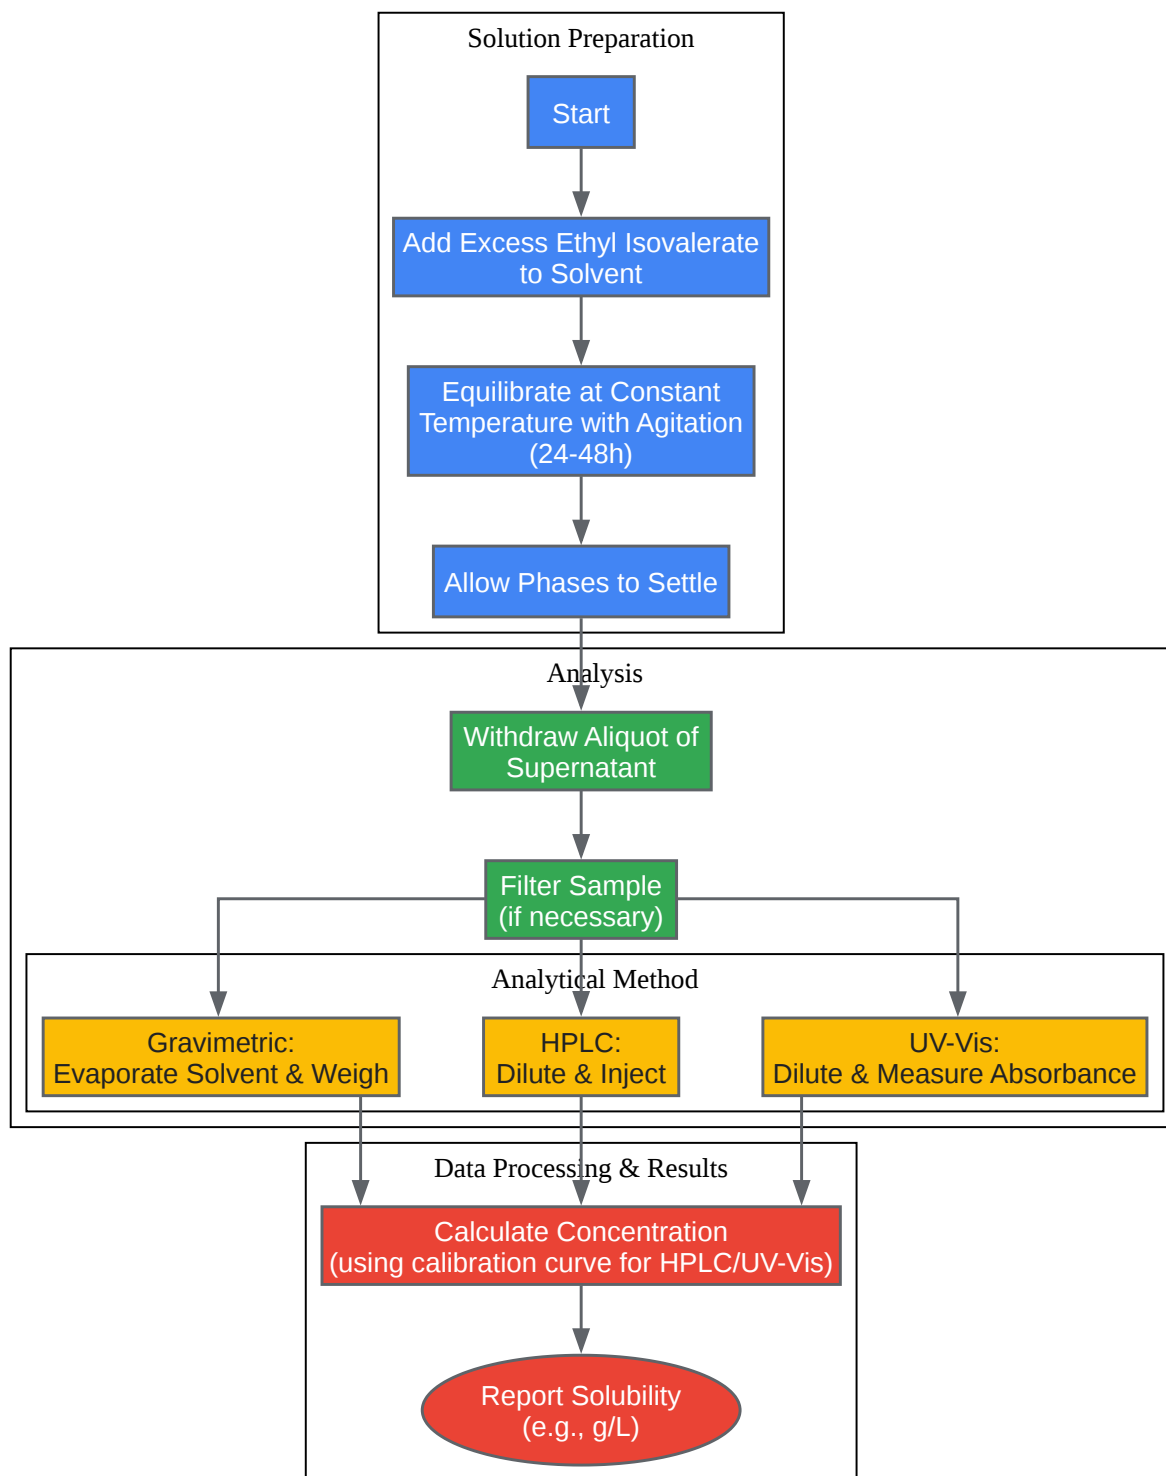 Solution Preparation
Start
Add Excess Ethyl Isovalerate
to Solvent
Equilibrate at Constant
Temperature with Agitation
(24-48h)
Allow Phases to Settle
Analysis
Withdraw Aliquot of
Supernatant
Filter Sample
(if necessary)
Analytical Method
Gravimetric:
Evaporate Solvent & Weigh
HPLC:
Dilute & Inject
UV-Vis:
Dilute & Measure Absorbance
Data Processing & Results
Calculate Concentration
(using calibration curve for HPLC/UV-Vis)
Report Solubility
(e.g., g/L)